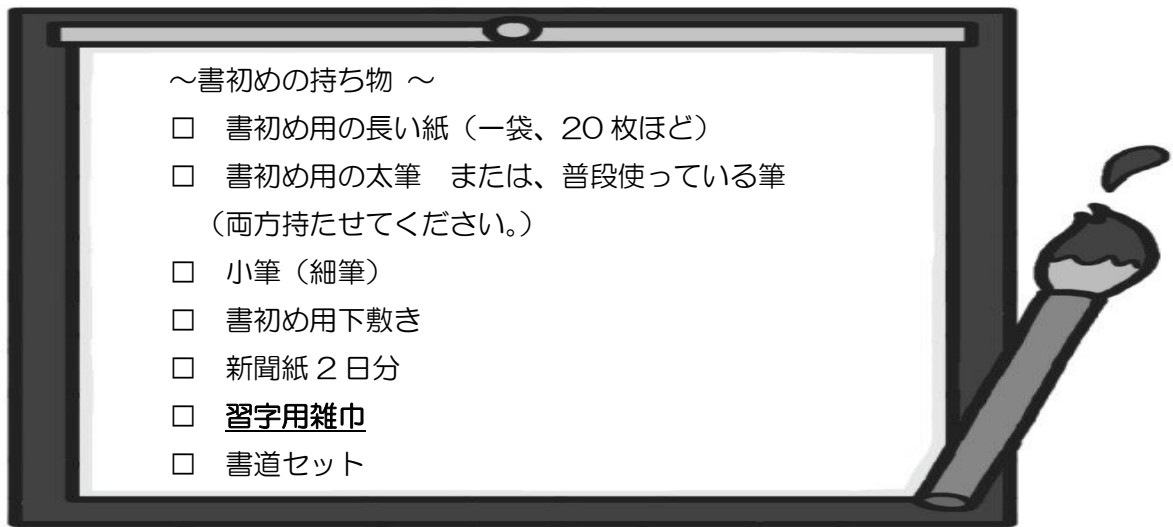 ～書初めの持ち物 ～
□ 書初め用の長い紙（一袋、20枚ほど）
□ 書初め用の太筆　または、普段使っている筆
（両方持たせてください。）
□ 小筆（細筆）
□ 書初め用下敷き
□ 新聞紙2日分
□ 習字用雑巾
□ 書道セット